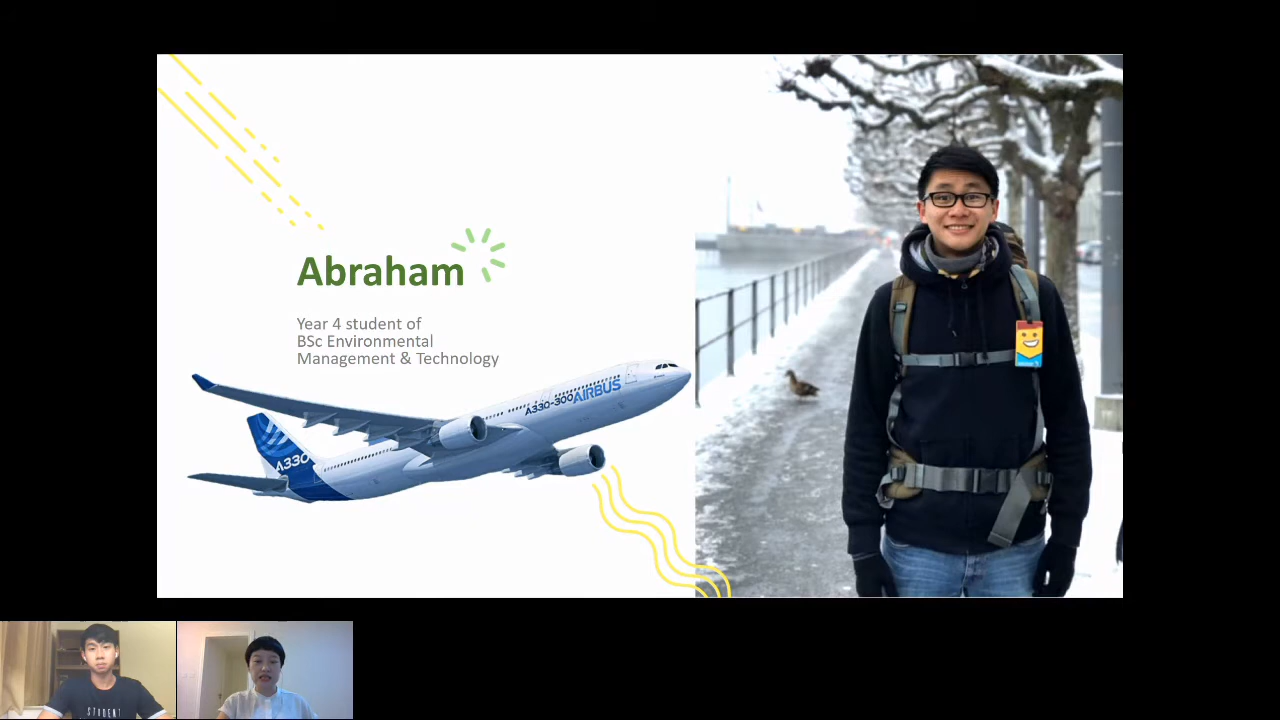 Abraham
Year 4 student of
BSc Environmental
Management & Technology
A330-300 AIRBUS
A330
STUDENT